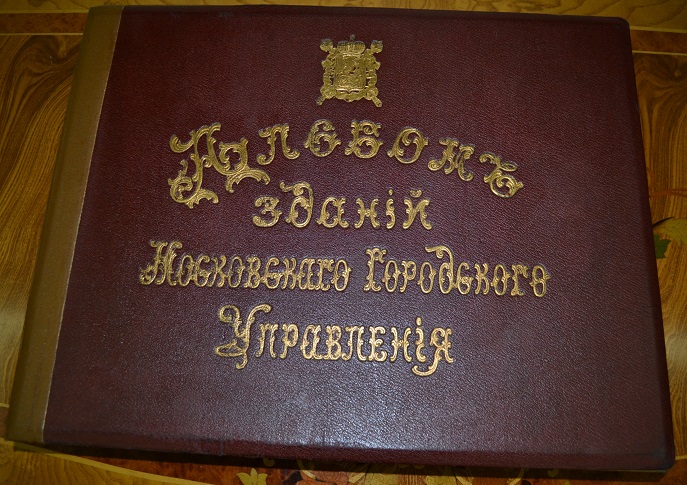 Альбомъ
зданій
Московскаго Городского
Управленія